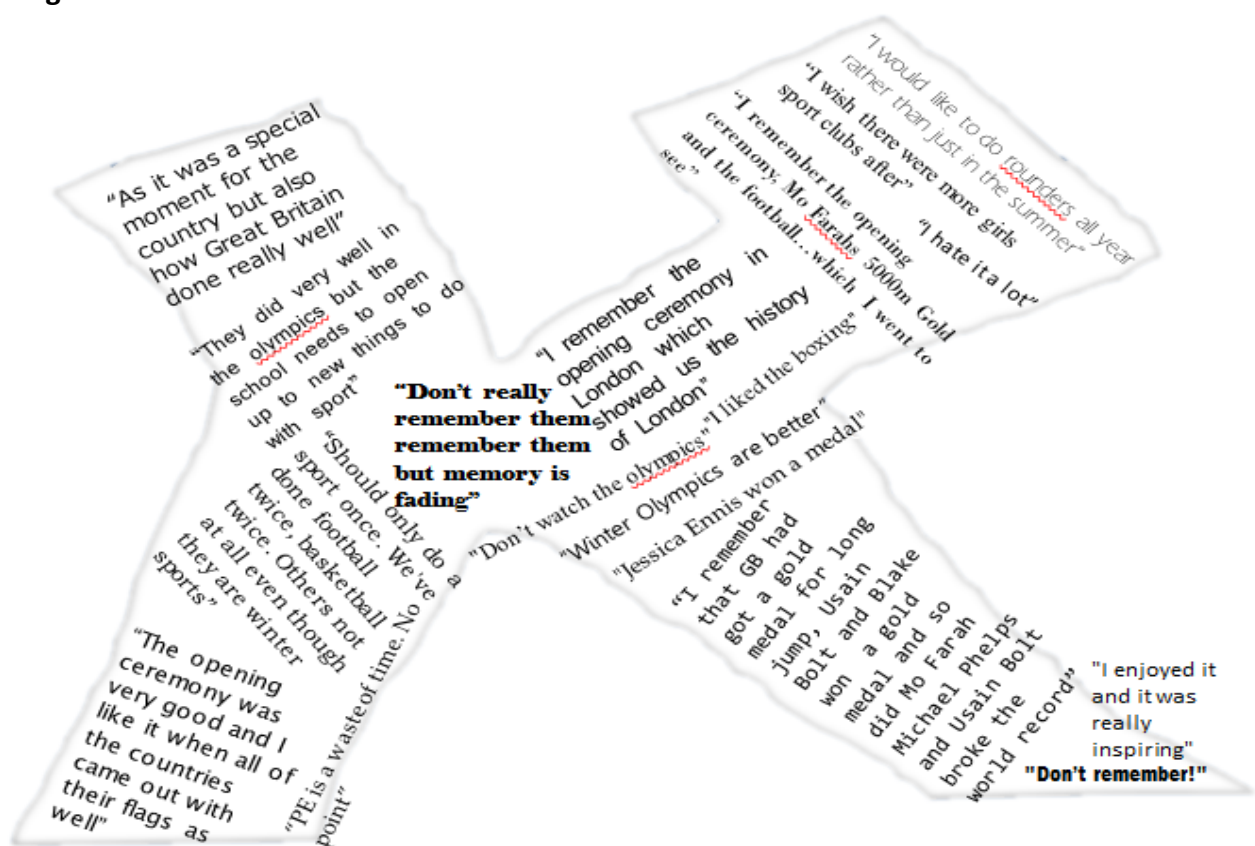 "As it was a special
moment for the
country but also
how Great Britain
done really well"
"They did very well in
the olympics but the
school needs to open
up to new things to do
with sport"
"Should only do a
sport once. We've
done football
twice, basketball
twice. Others not
at all even though
they are winter
sports"
"The opening
ceremony was
very good and I
like it when all of
the countries
came out with
their flags as
well"
"PE is a waste of time. No
point"
"Don't really
remember them
remember them
but memory is
fading"
"I remember the
opening ceremony in
London which
showed us the history
of London"
"Don't watch the olympics" "I liked the boxing"
"Winter Olympics are better"
"Jessica Ennis won a medal"
"I would like to do rounders all year
rather than just in the summer"
"I wish there were more girls
sport clubs after"
"I hate it a lot"
"I remember the opening
ceremony, Mo Farahs 5000m Gold
and the football...which I went to
see"
"I remember
that GB had
got a gold
medal for long
jump, Usain
Bolt and Blake
won a gold
medal and so
did Mo Farah
Michael Phelps
and Usain Bolt
broke the
world record"
"I enjoyed it
and it was
really
inspiring"
"Don't remember!"